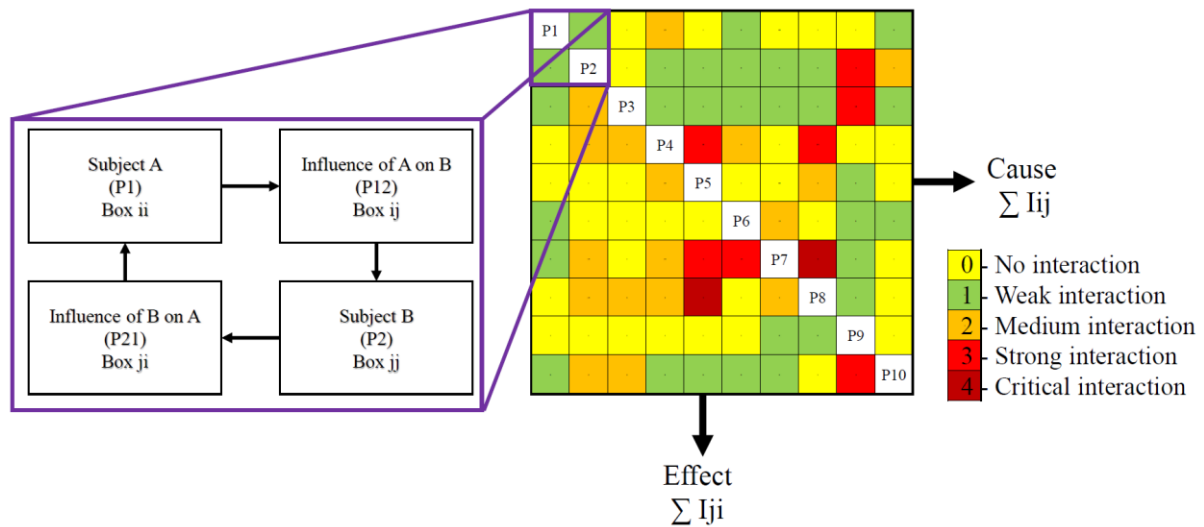 P1
P2
P3
P4
P5
P6
P7
P8
P9
P10
Subject A
(P1)
Box ii
Influence of A on B
(P12)
Box ij
Influence of B on A
(P21)
Box ji
Subject B
(P2)
Box jj
Cause
∑ Iij
0 - No interaction
1 - Weak interaction
2 - Medium interaction
3 - Strong interaction
4 - Critical interaction
Effect
∑ Iji